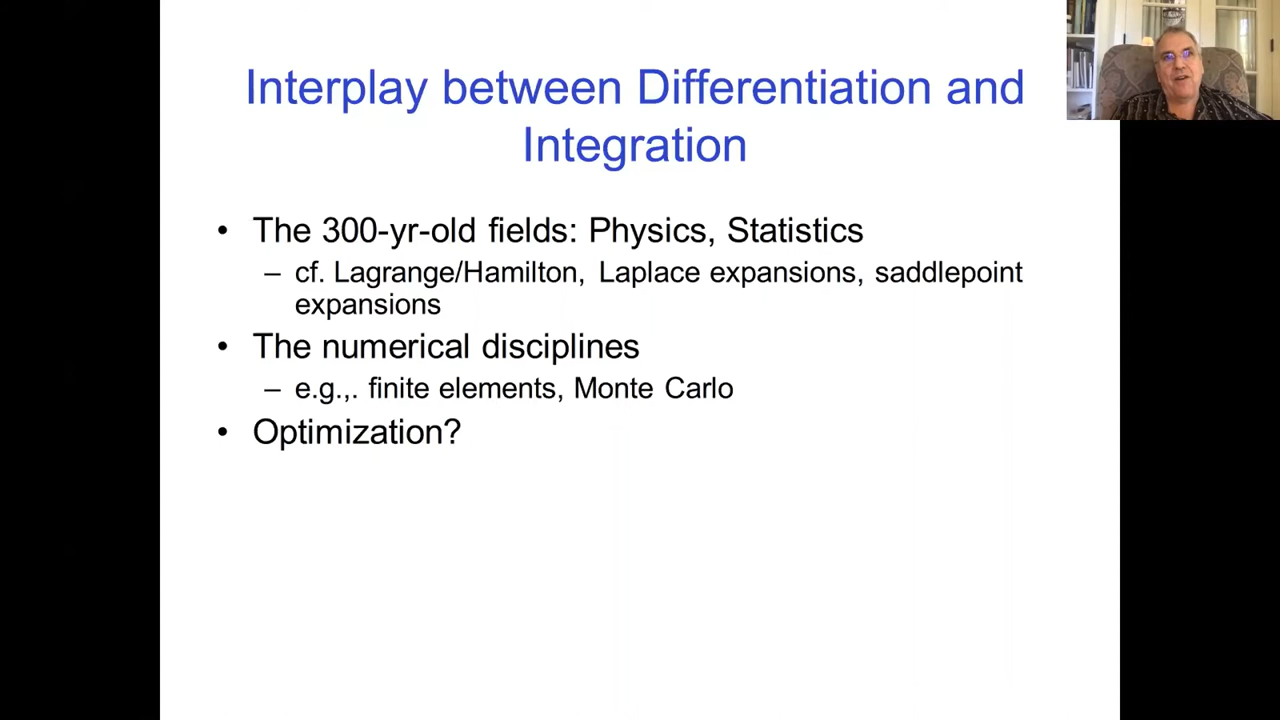 Interplay between Differentiation and
Integration
• The 300-yr-old fields: Physics, Statistics
– cf. Lagrange/Hamilton, Laplace expansions, saddlepoint
expansions
• The numerical disciplines
– e.g.,. finite elements, Monte Carlo
• Optimization?